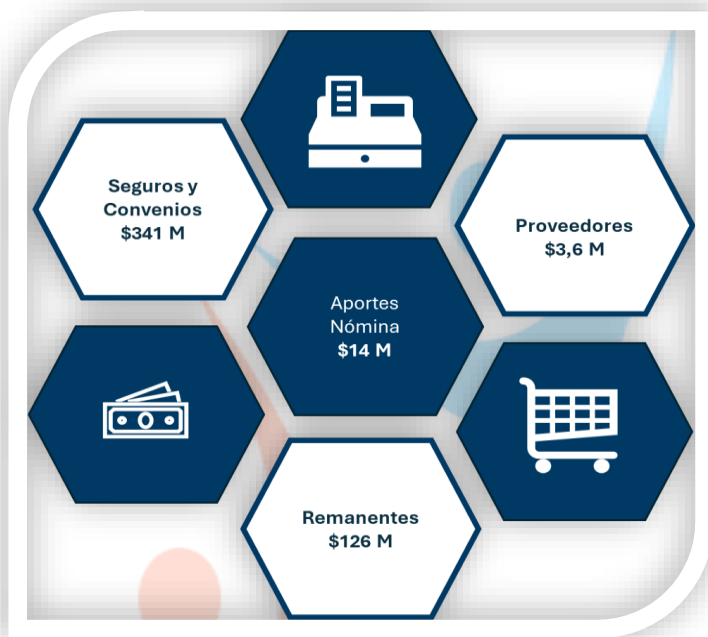 Seguros y
Convenios
$341 M
Proveedores
$3,6 M
Aportes
Nómina
$14 M
Remanentes
$126 M